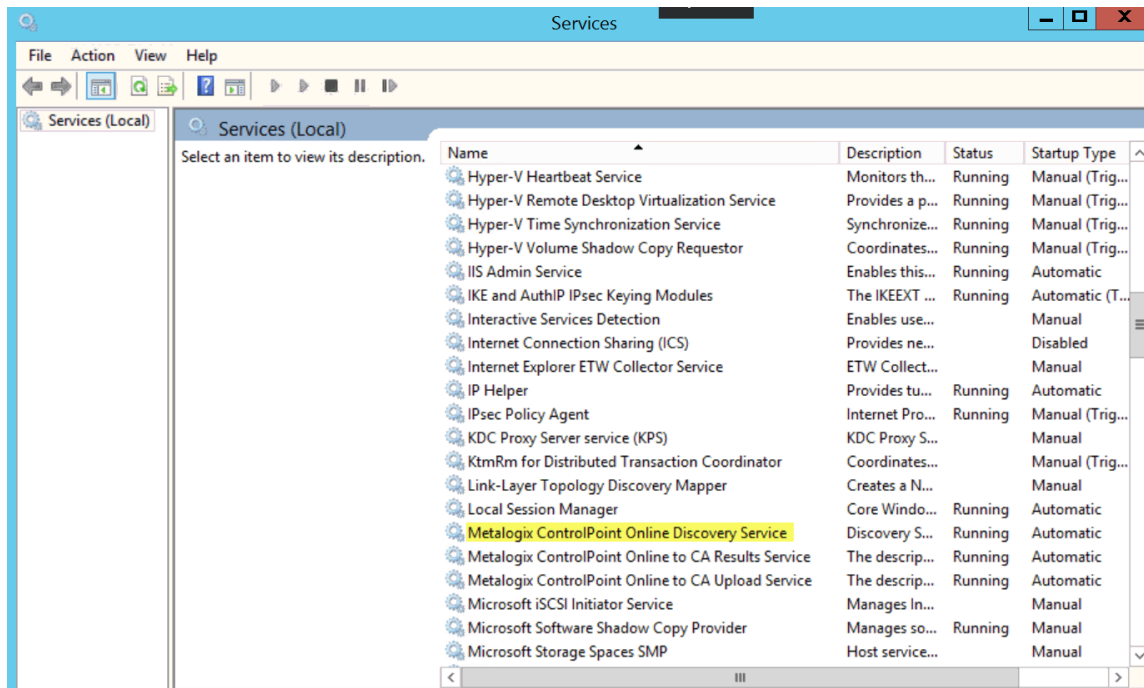 Services
File Action View Help
Services (Local)
Services (Local)
Select an item to view its description.
Name Description Status Startup Type
Hyper-V Heartbeat Service Monitors th... Running Manual (Trig...
Hyper-V Remote Desktop Virtualization Service Provides a p... Running Manual (Trig...
Hyper-V Time Synchronization Service Synchronize... Running Manual (Trig...
Hyper-V Volume Shadow Copy Requestor Coordinates... Running Manual (Trig...
IIS Admin Service Enables this... Running Automatic
IKE and AuthIP IPsec Keying Modules The IKEEXT ... Running Automatic (T...
Interactive Services Detection Enables use... Manual
Internet Connection Sharing (ICS) Provides ne... Disabled
Internet Explorer ETW Collector Service ETW Collect... Manual
IP Helper Provides tu... Running Automatic
IPsec Policy Agent Internet Pro... Running Manual (Trig...
KDC Proxy Server service (KPS) KDC Proxy S... Manual
KtmRm for Distributed Transaction Coordinator Coordinates... Manual (Trig...
Link-Layer Topology Discovery Mapper Creates a N... Manual
Local Session Manager Core Windo... Running Automatic
Metalogix ControlPoint Online Discovery Service Discovery S... Running Automatic
Metalogix ControlPoint Online to CA Results Service The descrip... Running Automatic
Metalogix ControlPoint Online to CA Upload Service The descrip... Running Automatic
Microsoft iSCSI Initiator Service Manages In... Manual
Microsoft Software Shadow Copy Provider Manages so... Running Manual
Microsoft Storage Spaces SMP Host service... Manual